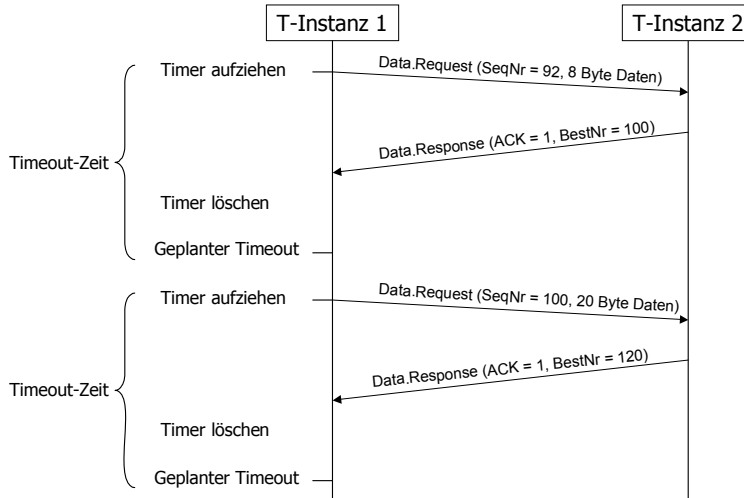 T-Instanz 1
T-Instanz 2
Timer aufziehen
Data.Request (SeqNr = 92, 8 Byte Daten)
Data.Response (ACK = 1, BestNr = 100)
Timeout-Zeit
Timer löschen
Geplanter Timeout
Timer aufziehen
Data.Request (SeqNr = 100, 20 Byte Daten)
Data.Response (ACK = 1, BestNr = 120)
Timeout-Zeit
Timer löschen
Geplanter Timeout